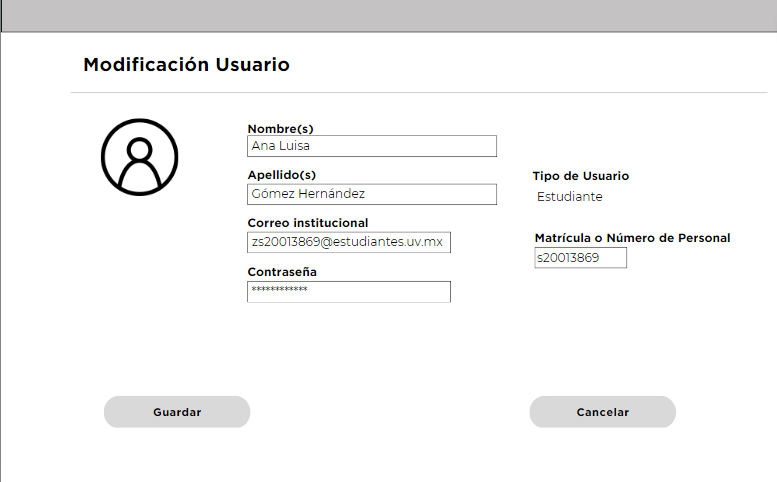 Modificación Usuario
Nombre(s)
Ana Luisa
Apellido(s)
Gómez Hernández
Tipo de Usuario
Estudiante
Correo institucional
zs20013869@estudiantes.uv.mx
Matrícula o Número de Personal
s20013869
Contraseña
************
Guardar
Cancelar